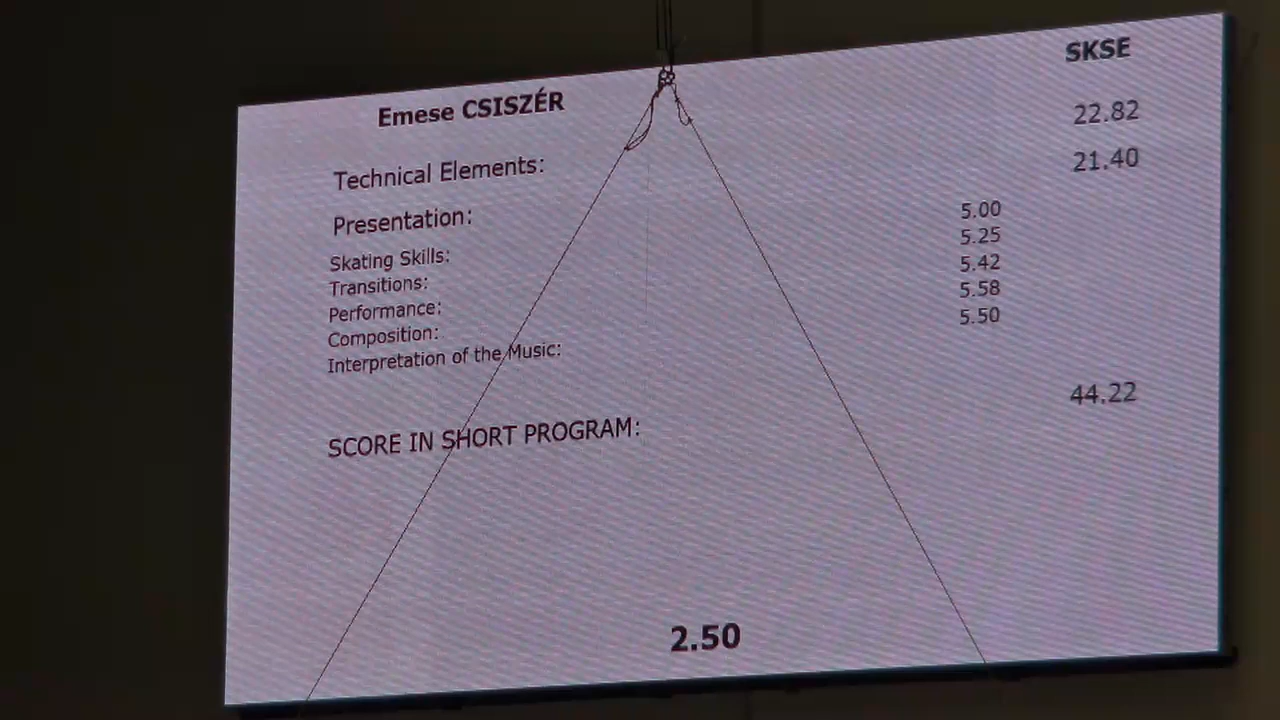 Emese CSISZÉR SKSE
Technical Elements: 22.82
Presentation: 21.40
Skating Skills: 5.00
Transitions: 5.25
Performance: 5.42
Composition: 5.58
Interpretation of the Music: 5.50
SCORE IN SHORT PROGRAM: 44.22
2.50